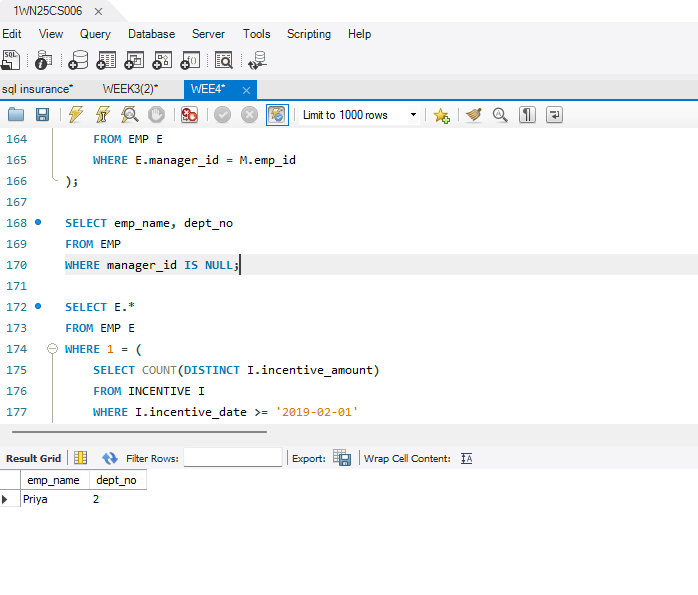 1WN25CS006
Edit View Query Database Server Tools Scripting Help
sql insurance* WEEK3(2)* WEE4*
Limit to 1000 rows
164 FROM EMP E
165 WHERE E.manager_id = M.emp_id
166 );
167
168 SELECT emp_name, dept_no
169 FROM EMP
170 WHERE manager_id IS NULL;
171
172 SELECT E.*
173 FROM EMP E
174 WHERE 1 = (
175 SELECT COUNT(DISTINCT I.incentive_amount)
176 FROM INCENTIVE I
177 WHERE I.incentive_date >= '2019-02-01'
Result Grid Filter Rows: Export: Wrap Cell Content:
emp_name dept_no
Priya 2